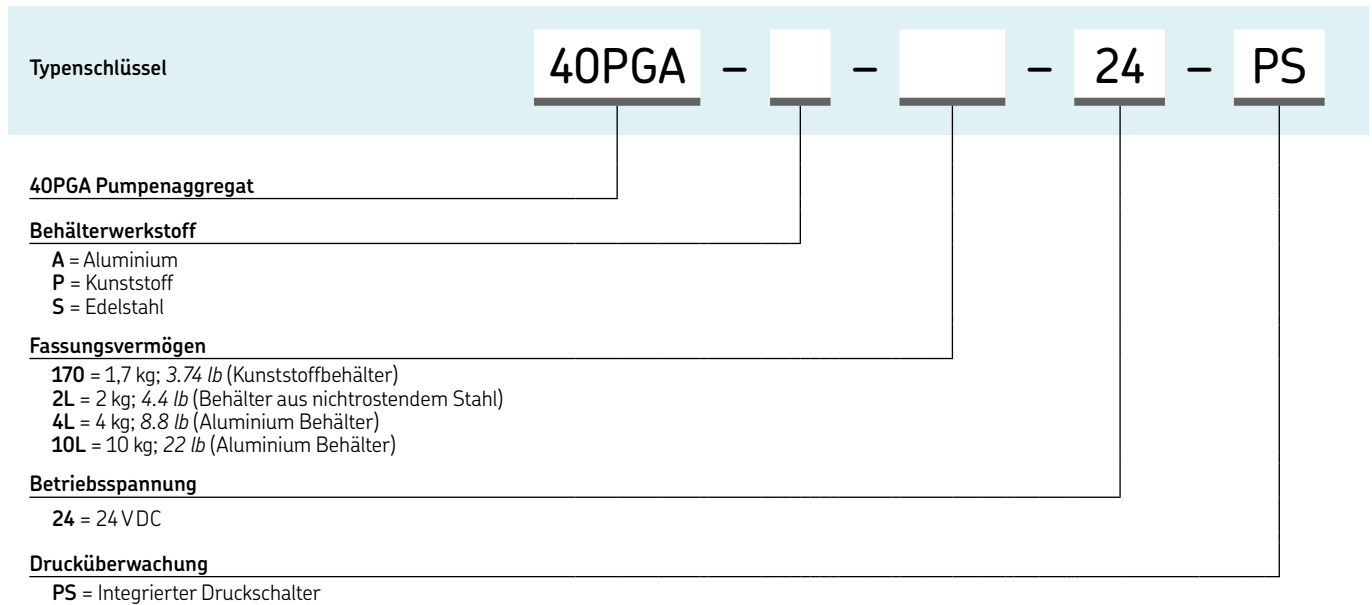 Typenschlüssel 40PGA – – – 24 – PS
40PGA Pumpenaggregat
Behälterwerkstoff
A = Aluminium
P = Kunststoff
S = Edelstahl
Fassungsvermögen
170 = 1,7 kg; 3.74 lb (Kunststoffbehälter)
2L = 2 kg; 4.4 lb (Behälter aus nichtrostendem Stahl)
4L = 4 kg; 8.8 lb (Aluminium Behälter)
10L = 10 kg; 22 lb (Aluminium Behälter)
Betriebsspannung
24 = 24 VDC
Drucküberwachung
PS = Integrierter Druckschalter